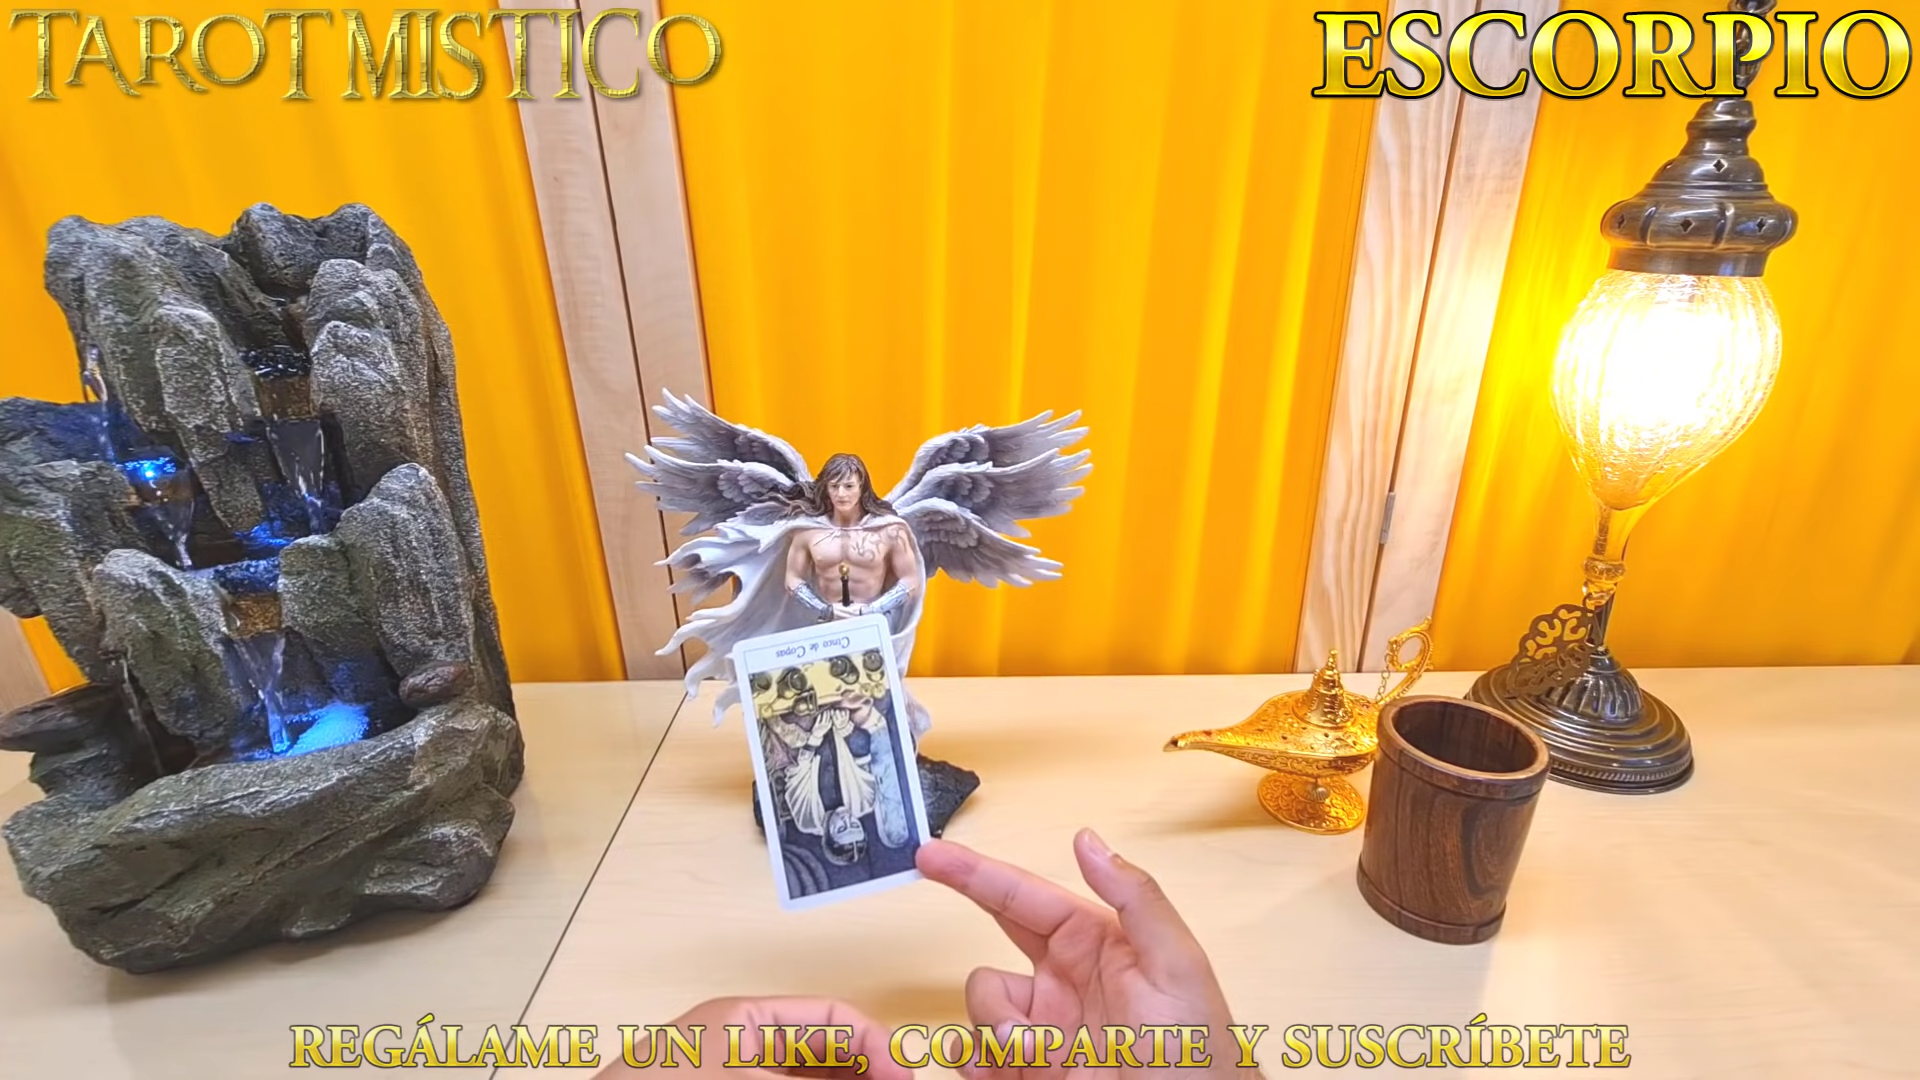 TAROT MISTICO
ESCORPIO
Cinco de Copas
REGÁLAME UN LIKE, COMPARTE Y SUSCRÍBETE